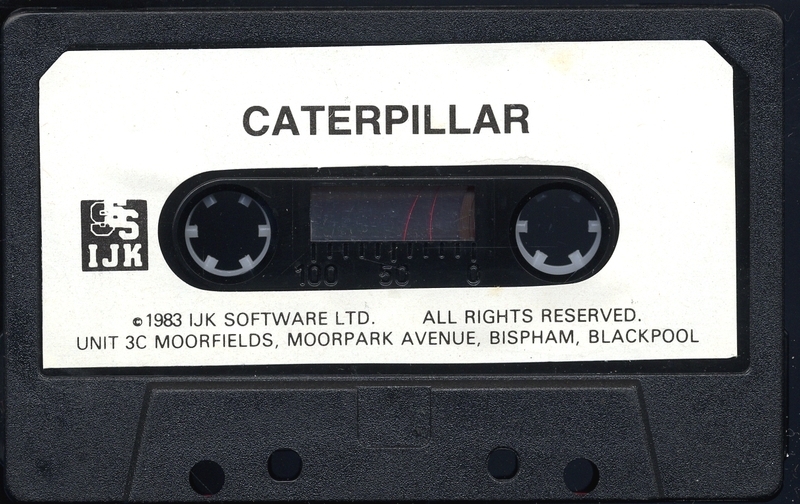 CATERPILLAR
SSS
IJK
100 50 0
©1983 IJK SOFTWARE LTD. ALL RIGHTS RESERVED.
UNIT 3C MOORFIELDS, MOORPARK AVENUE, BISPHAM, BLACKPOOL